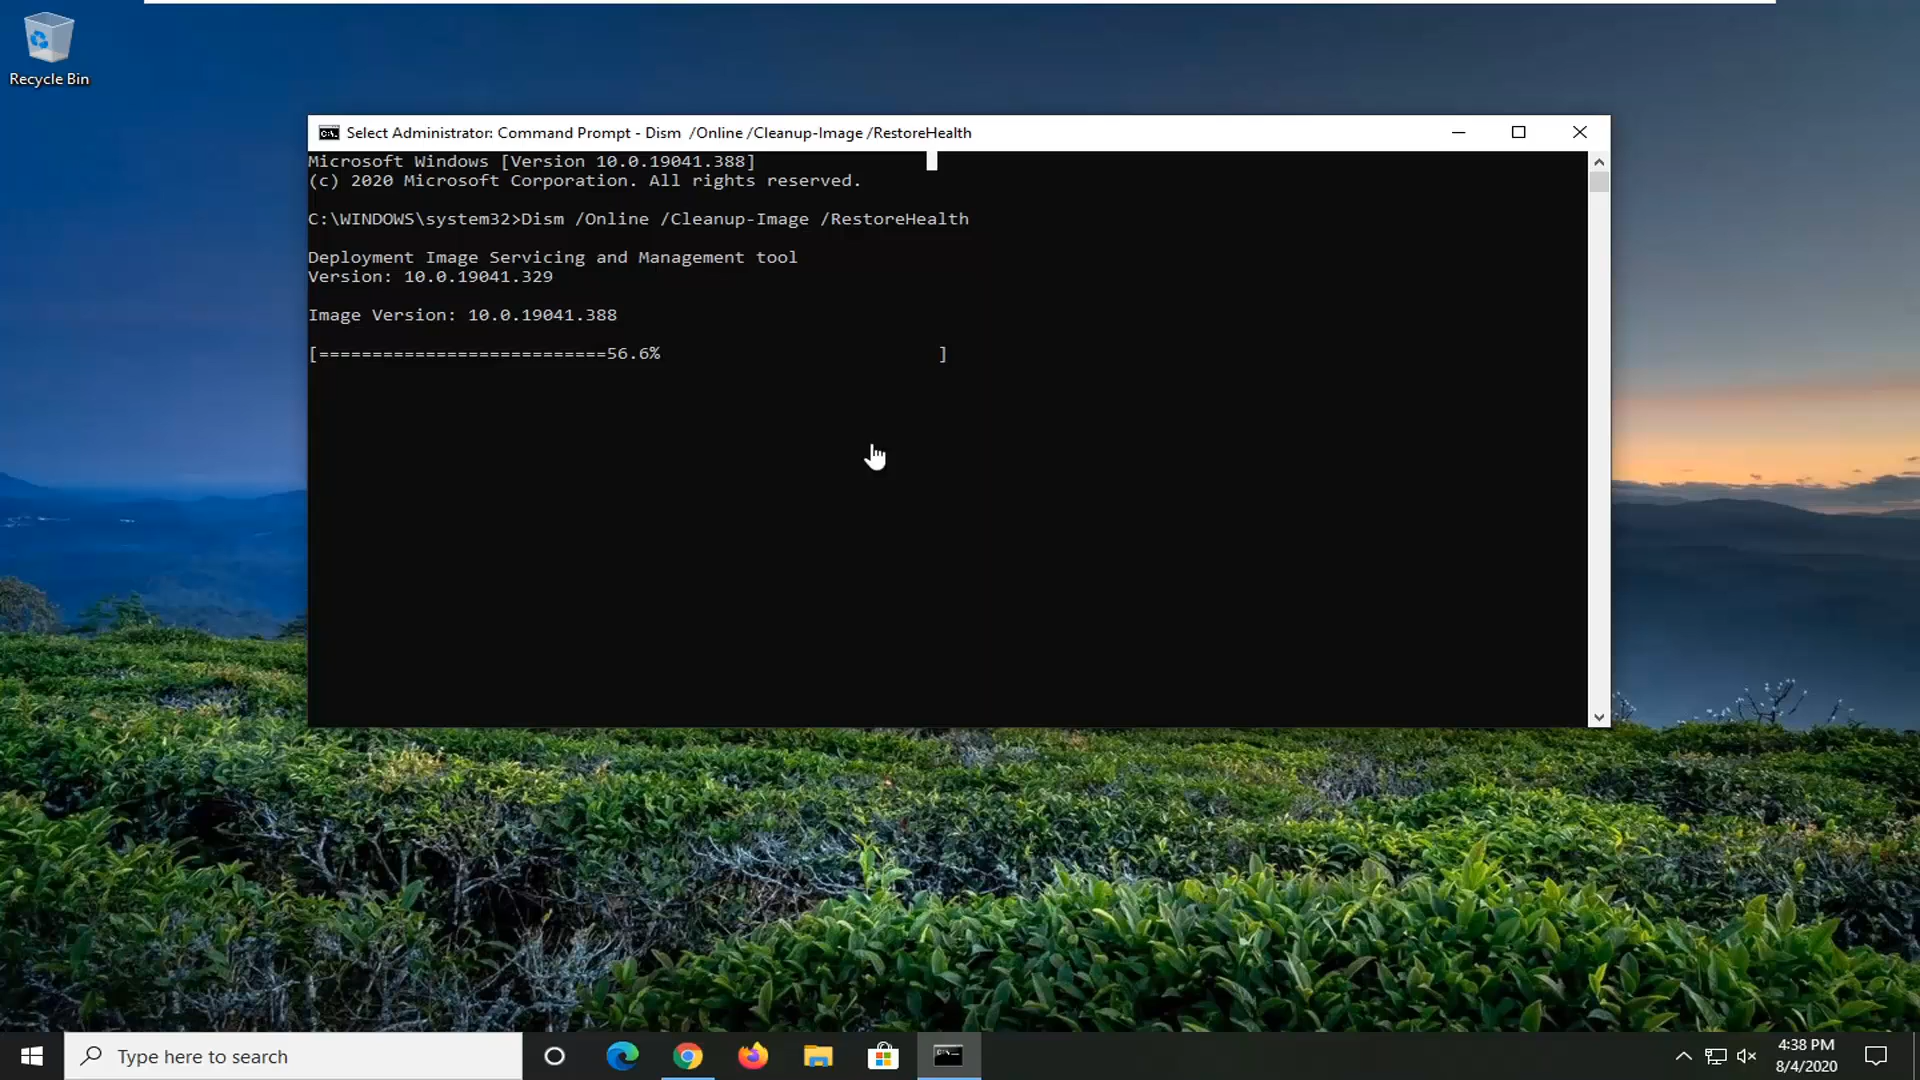 Recycle Bin
Select Administrator: Command Prompt - Dism  /Online /Cleanup-Image /RestoreHealth
Microsoft Windows [Version 10.0.19041.388]
(c) 2020 Microsoft Corporation. All rights reserved.
C:\WINDOWS\system32>Dism /Online /Cleanup-Image /RestoreHealth
Deployment Image Servicing and Management tool
Version: 10.0.19041.329
Image Version: 10.0.19041.388
[===========================56.6%                          ]
Type here to search
4:38 PM
8/4/2020